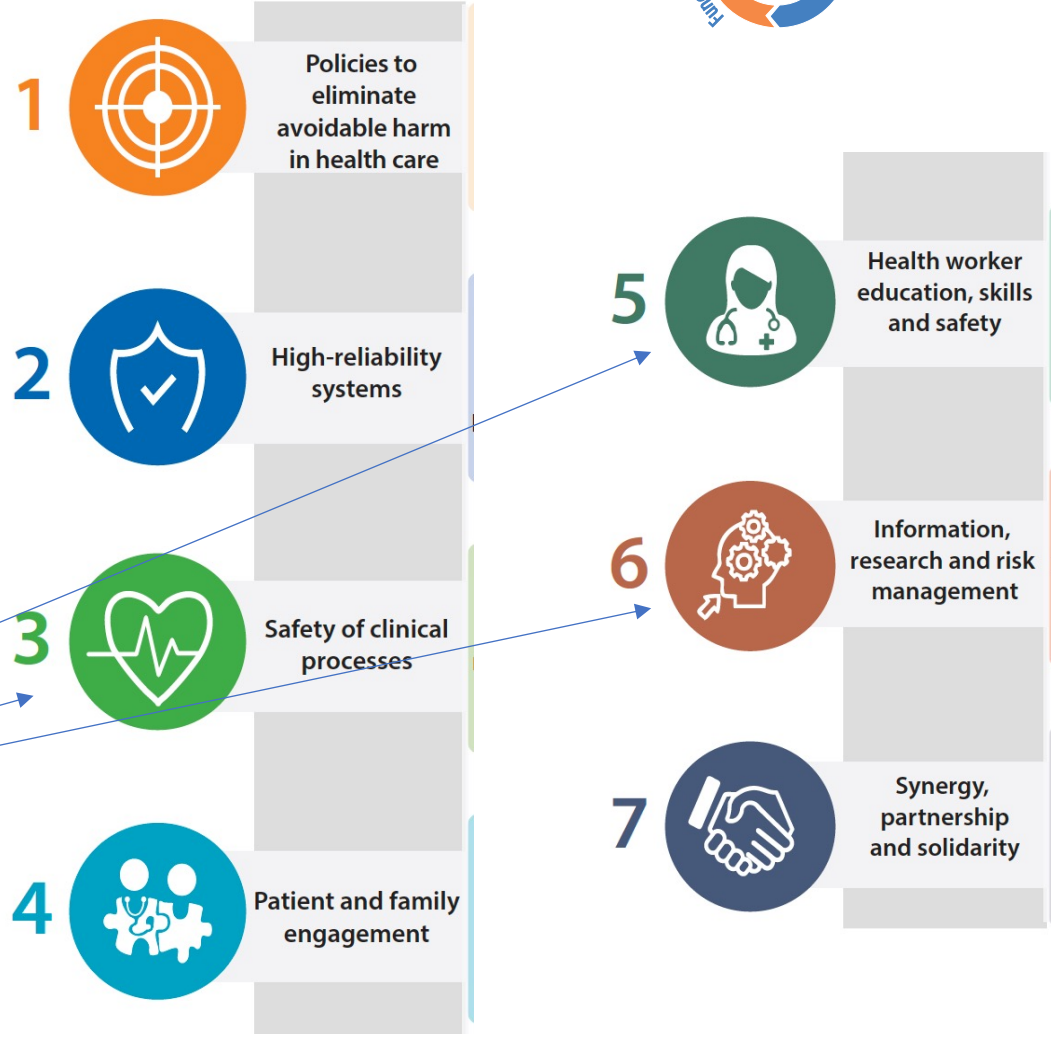 1
Policies to
eliminate
avoidable harm
in health care
2
High-reliability
systems
3
Safety of clinical
processes
4
Patient and family
engagement
5
Health worker
education, skills
and safety
6
Information,
research and risk
management
7
Synergy,
partnership
and solidarity